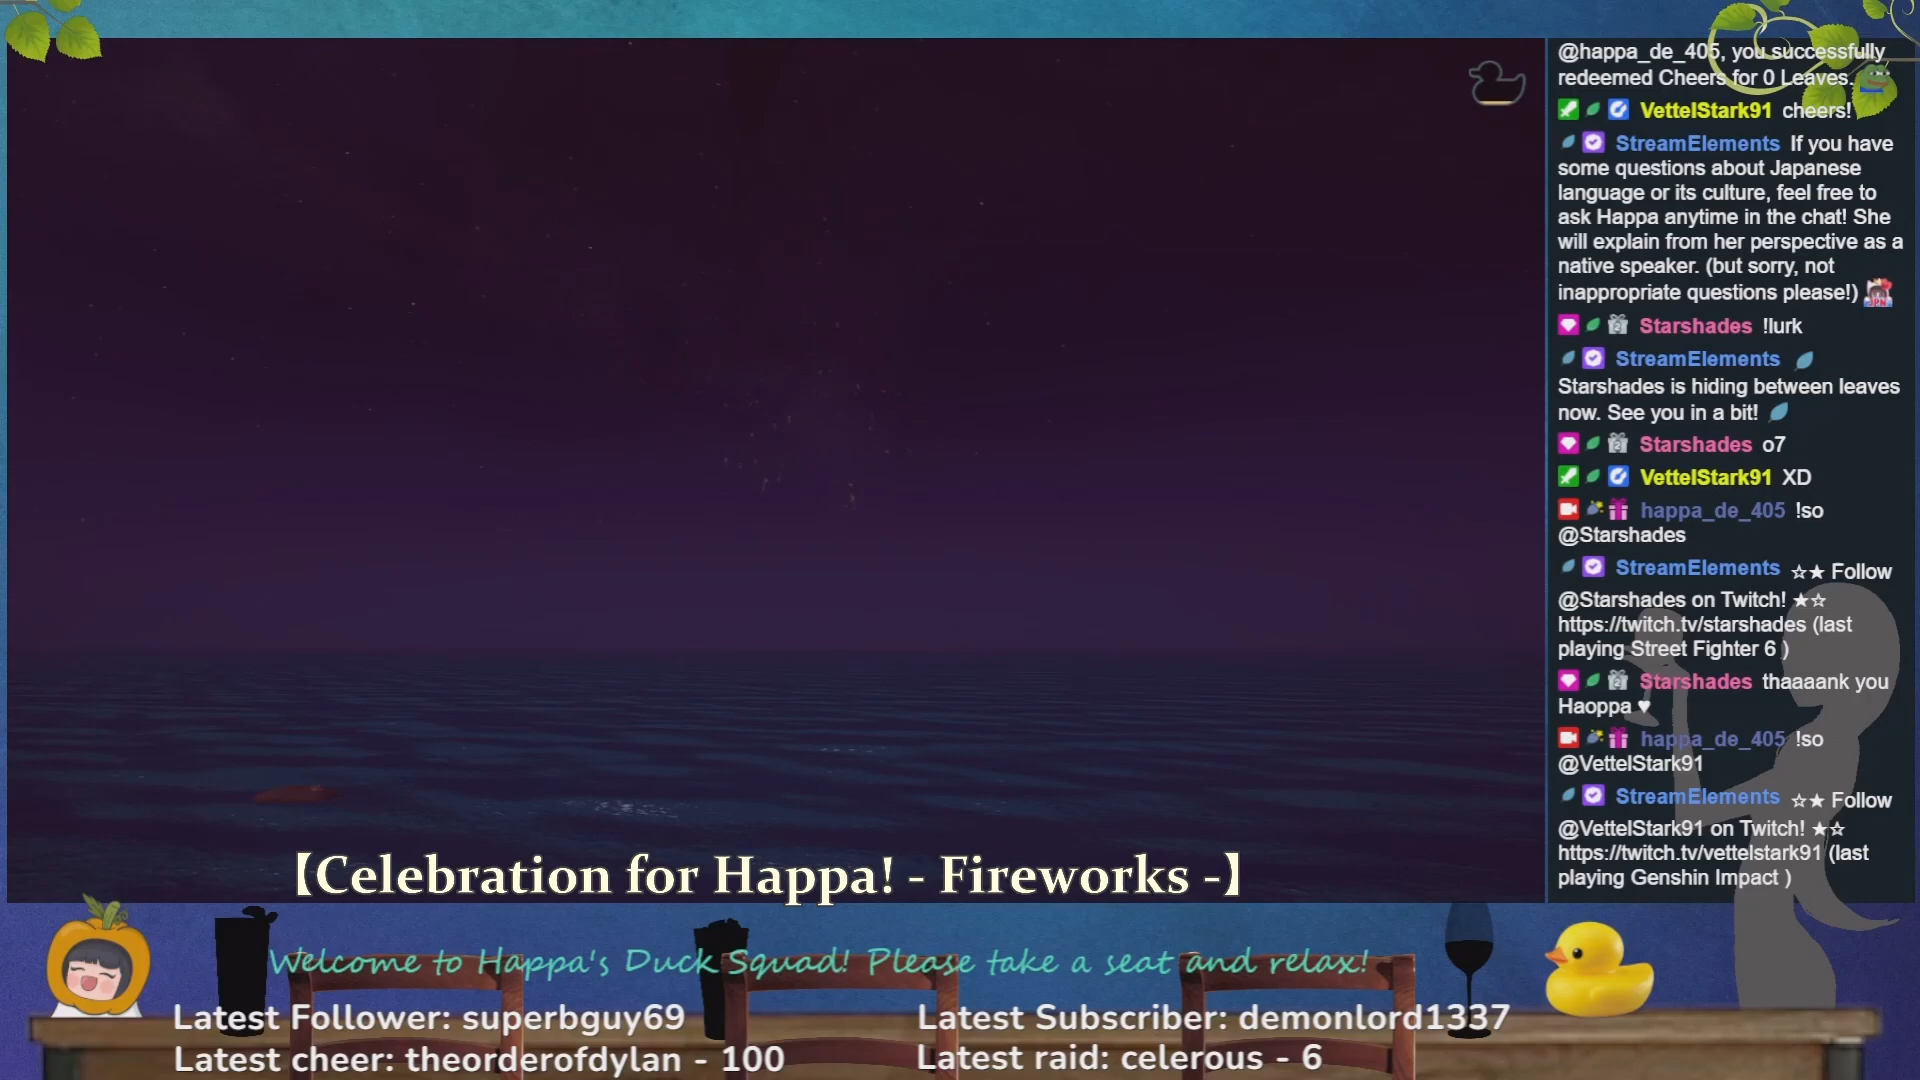 @happa_de_405, you successfully
redeemed Cheers for 0 Leaves.
VettelStark91 cheers!
StreamElements If you have
some questions about Japanese
language or its culture, feel free to
ask Happa anytime in the chat! She
will explain from her perspective as a
native speaker. (but sorry, not
inappropriate questions please!)
JPN
Starshades !lurk
StreamElements
Starshades is hiding between leaves
now. See you in a bit!
Starshades o7
VettelStark91 XD
happa_de_405 !so
@Starshades
StreamElements ☆★ Follow
@Starshades on Twitch! ★☆
https://twitch.tv/starshades (last
playing Street Fighter 6 )
Starshades thaaaank you
Haoppa ♥
happa_de_405 !so
@VettelStark91
StreamElements ☆★ Follow
@VettelStark91 on Twitch! ★☆
https://twitch.tv/vettelstark91 (last
playing Genshin Impact )
【Celebration for Happa! - Fireworks -】
Welcome to Happa's Duck Squad! Please take a seat and relax!
Latest Follower: superbguy69
Latest Subscriber: demonlord1337
Latest cheer: theorderofdylan - 100
Latest raid: celerous - 6